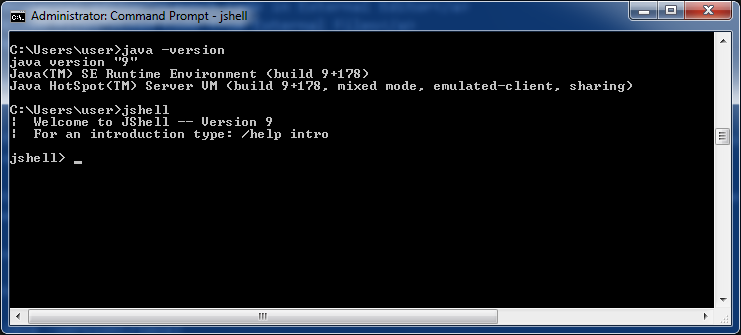 Administrator: Command Prompt - jshell
C:\Users\user>java -version
java version "9"
Java(TM) SE Runtime Environment (build 9+178)
Java HotSpot(TM) Server VM (build 9+178, mixed mode, emulated-client, sharing)
C:\Users\user>jshell
|  Welcome to JShell -- Version 9
|  For an introduction type: /help intro
jshell> _